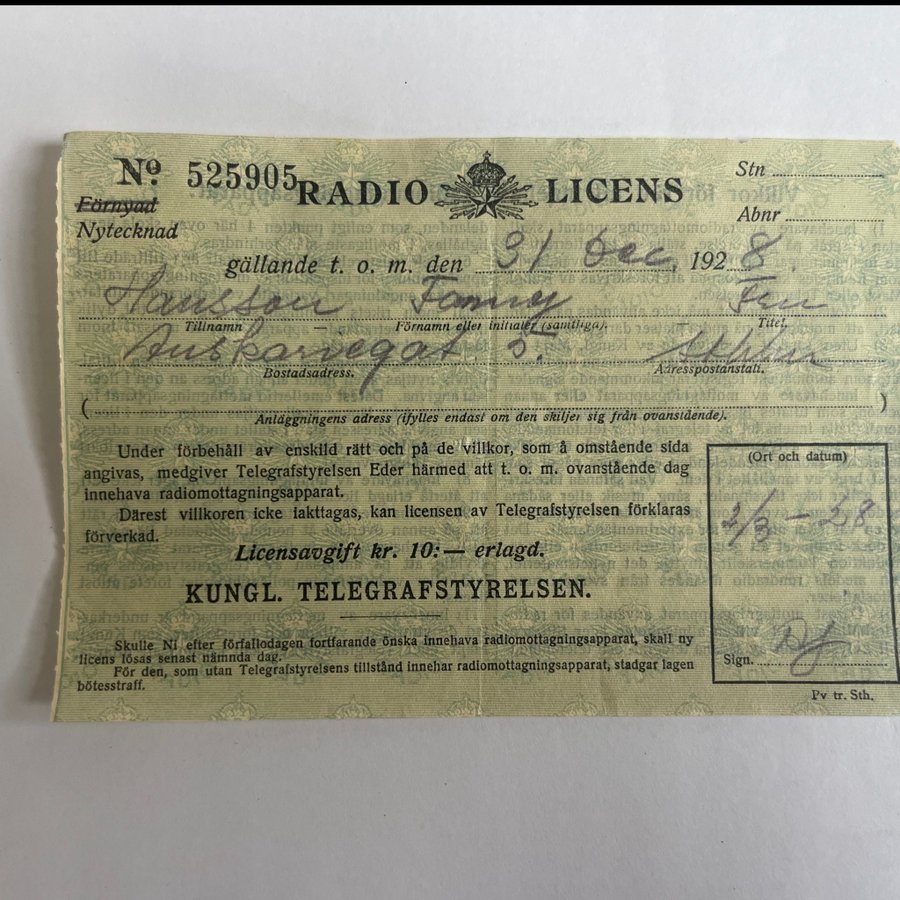 Nº 525905 RADIO LICENS
Stn
Abnr
Förnyad
Nytecknad
gällande t. o. m. den 31 Dec. 1928.
Hansson Fanny Fru
Tillnamn Förnamn eller initialer (samtliga). Titel.
5.
Bostadsadress. Adresspostanstalt.
( )
Anläggningens adress (ifylles endast om den skiljer sig från ovanstående).
Under förbehåll av enskild rätt och på de villkor, som å omstående sida
angivas, medgiver Telegrafstyrelsen Eder härmed att t. o. m. ovanstående dag
innehava radiomottagningsapparat.
Därest villkoren icke iakttagas, kan licensen av Telegrafstyrelsen förklaras
förverkad.
Licensavgift kr. 10:— erlagd.
KUNGL. TELEGRAFSTYRELSEN.
(Ort och datum)
2/3 – 28
Sign.
Skulle Ni efter förfallodagen fortfarande önska innehava radiomottagningsapparat, skall ny
licens lösas senast nämnda dag.
För den, som utan Telegrafstyrelsens tillstånd innehar radiomottagningsapparat, stadgar lagen
bötesstraff.
Pv tr. Sth.